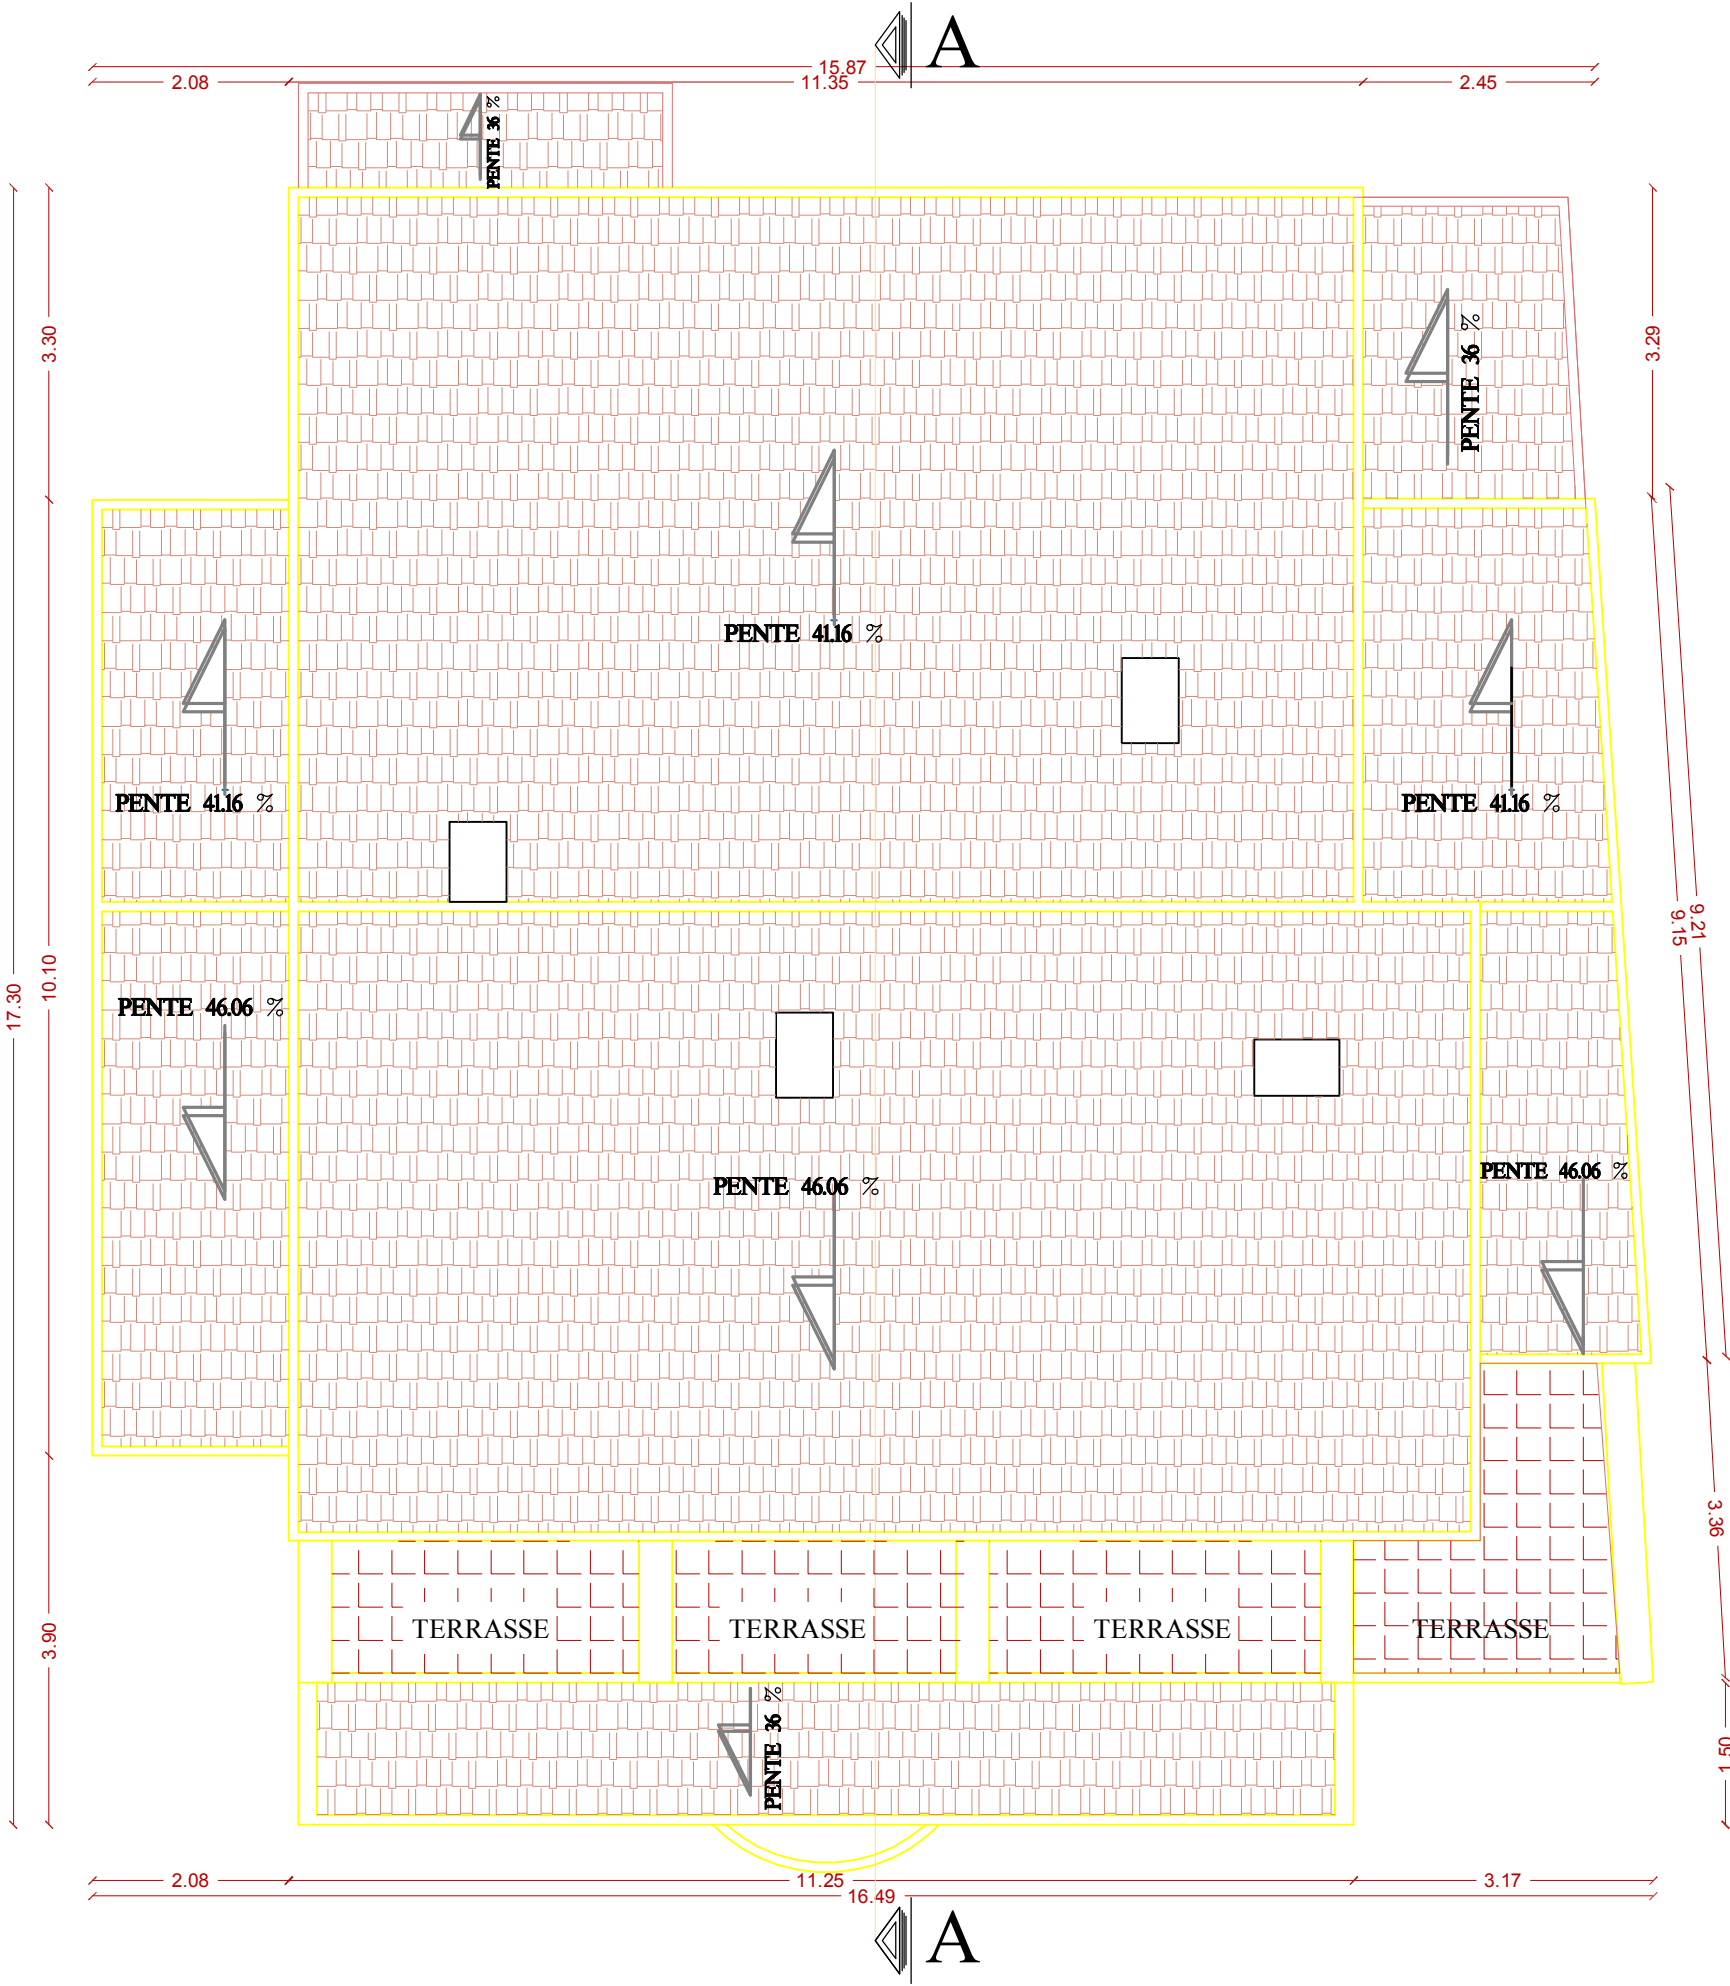 A
15.87
2.08
11.35
2.45
PENTE 36 %
3.30
3.29
PENTE 36 %
PENTE 41.16 %
PENTE 41.16 %
PENTE 41.16 %
9.21
9.15
17.30
10.10
PENTE 46.06 %
PENTE 46.06 %
PENTE 46.06 %
3.36
3.90
TERRASSE
TERRASSE
TERRASSE
TERRASSE
PENTE 36 %
1.50
2.08
11.25
3.17
16.49
A